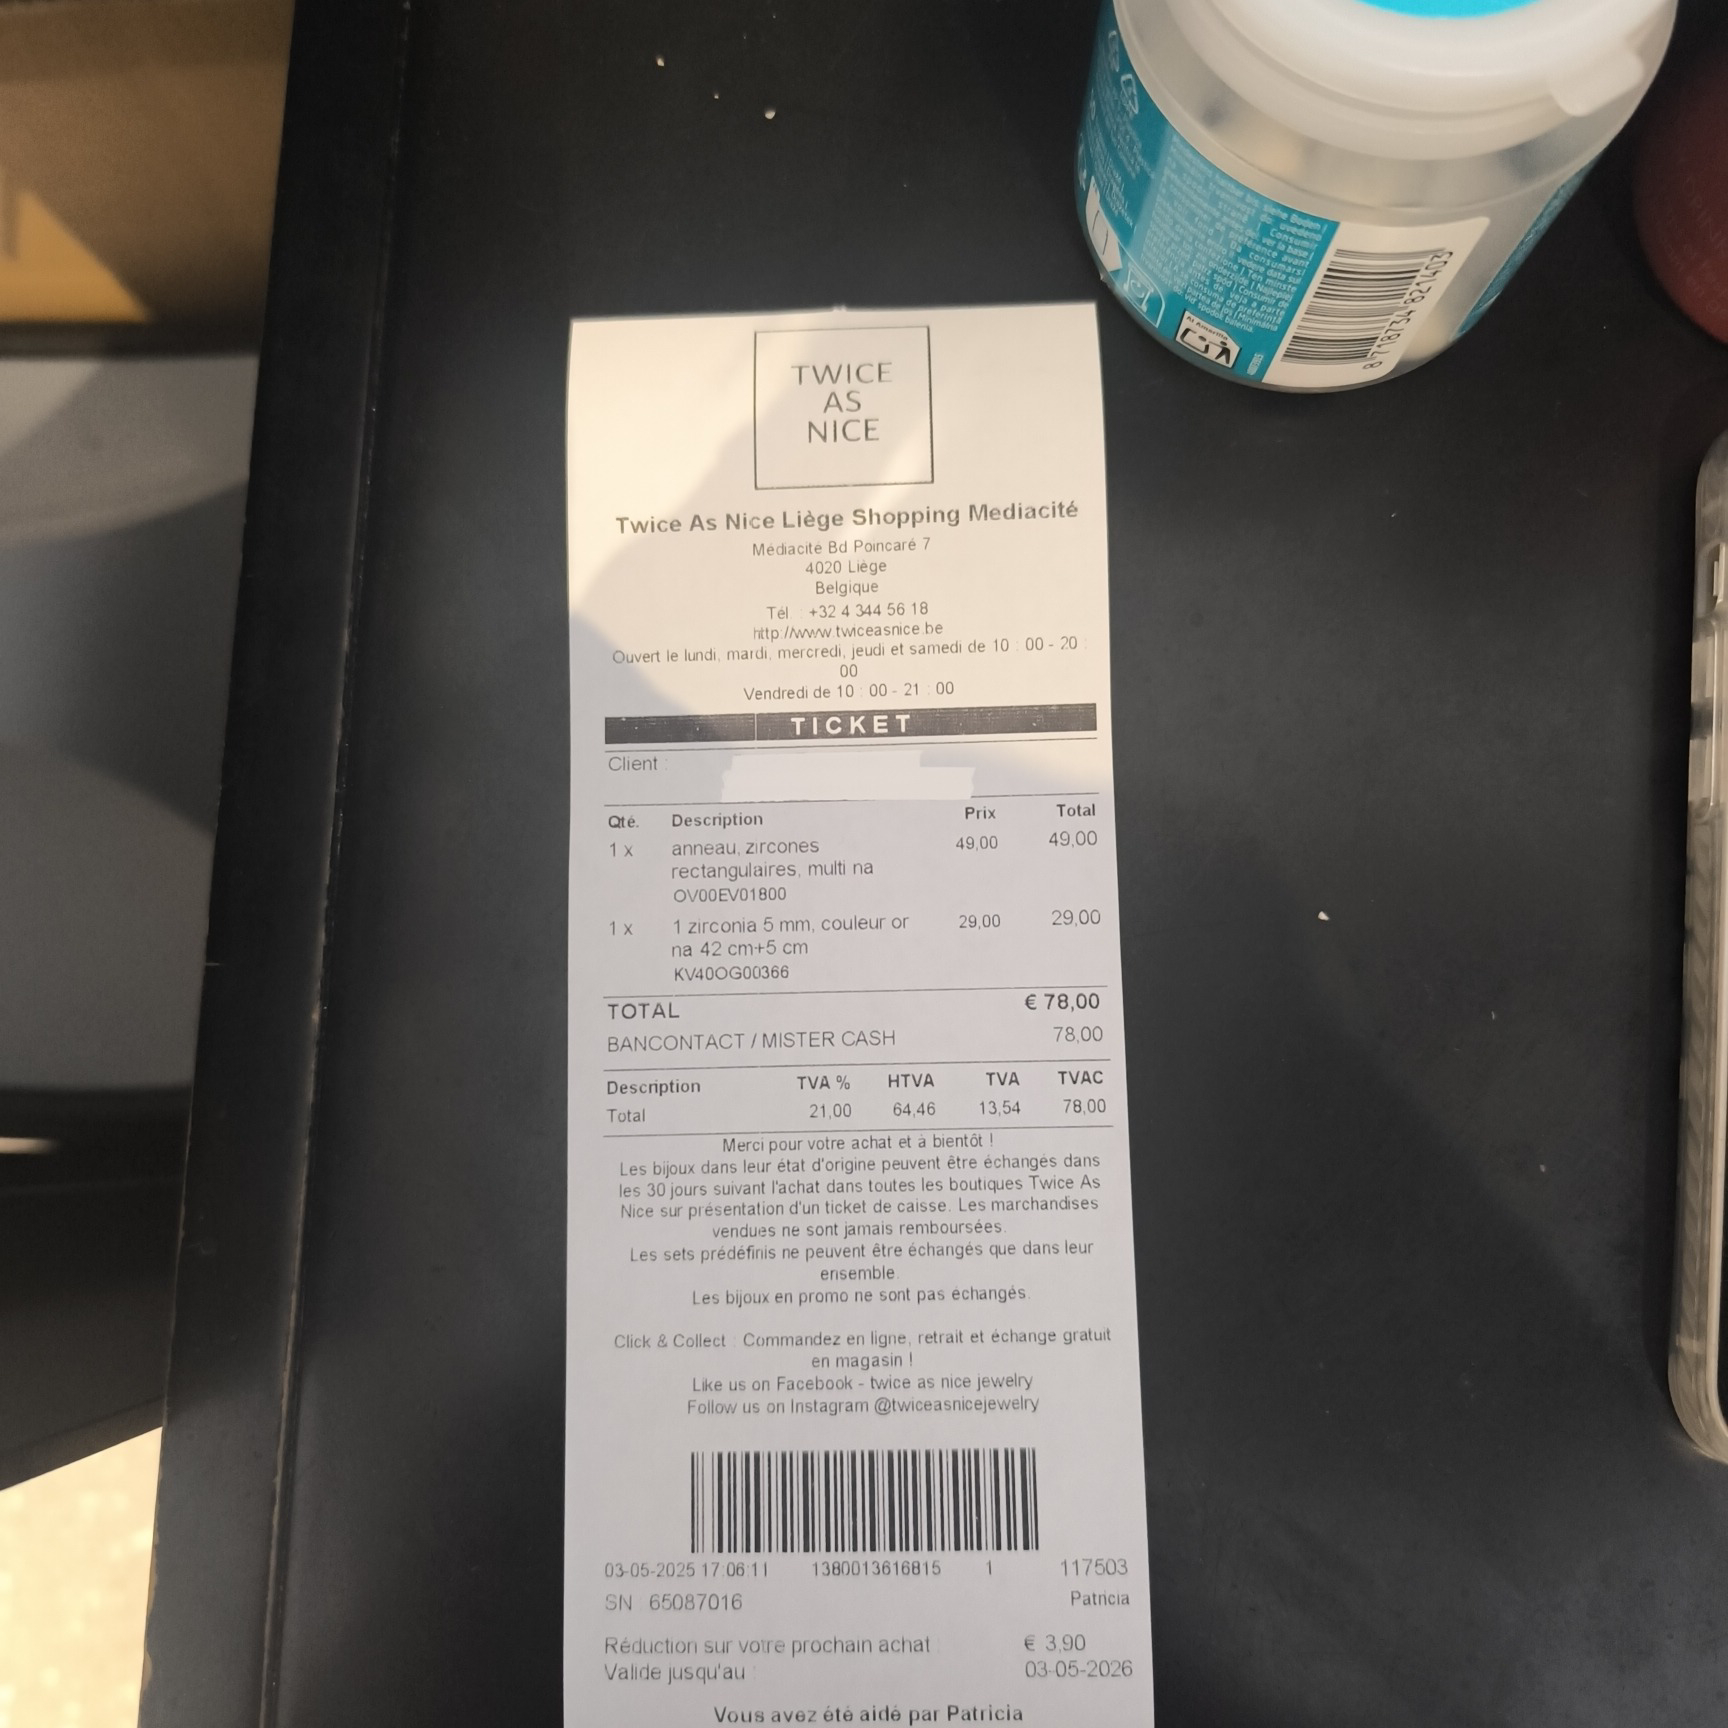 TWICE
AS
NICE
Twice As Nice Liège Shopping Mediacité
Médiacité Bd Poincaré 7
4020 Liège
Belgique
Tél. : +32 4 344 56 18
http://www.twiceasnice.be
Ouvert le lundi, mardi, mercredi, jeudi et samedi de 10 : 00 - 20 :
00
Vendredi de 10 : 00 - 21 : 00
TICKET
Client :
Qté. Description Prix Total
1 x anneau, zircones 49,00 49,00
rectangulaires, multi na
OV00EV01800
1 x 1 zirconia 5 mm, couleur or 29,00 29,00
na 42 cm+5 cm
KV40OG00366
TOTAL € 78,00
BANCONTACT / MISTER CASH 78,00
Description TVA % HTVA TVA TVAC
Total 21,00 64,46 13,54 78,00
Merci pour votre achat et à bientôt !
Les bijoux dans leur état d'origine peuvent être échangés dans
les 30 jours suivant l'achat dans toutes les boutiques Twice As
Nice sur présentation d'un ticket de caisse. Les marchandises
vendues ne sont jamais remboursées.
Les sets prédéfinis ne peuvent être échangés que dans leur
ensemble.
Les bijoux en promo ne sont pas échangés.
Click & Collect : Commandez en ligne, retrait et échange gratuit
en magasin !
Like us on Facebook - twice as nice jewelry
Follow us on Instagram @twiceasnicejewelry
03-05-2025 17:06:11 1380013616815 1 117503
SN : 65087016 Patricia
Réduction sur votre prochain achat : € 3,90
Valide jusqu'au : 03-05-2026
Vous avez été aidé par Patricia
8 718734 821403